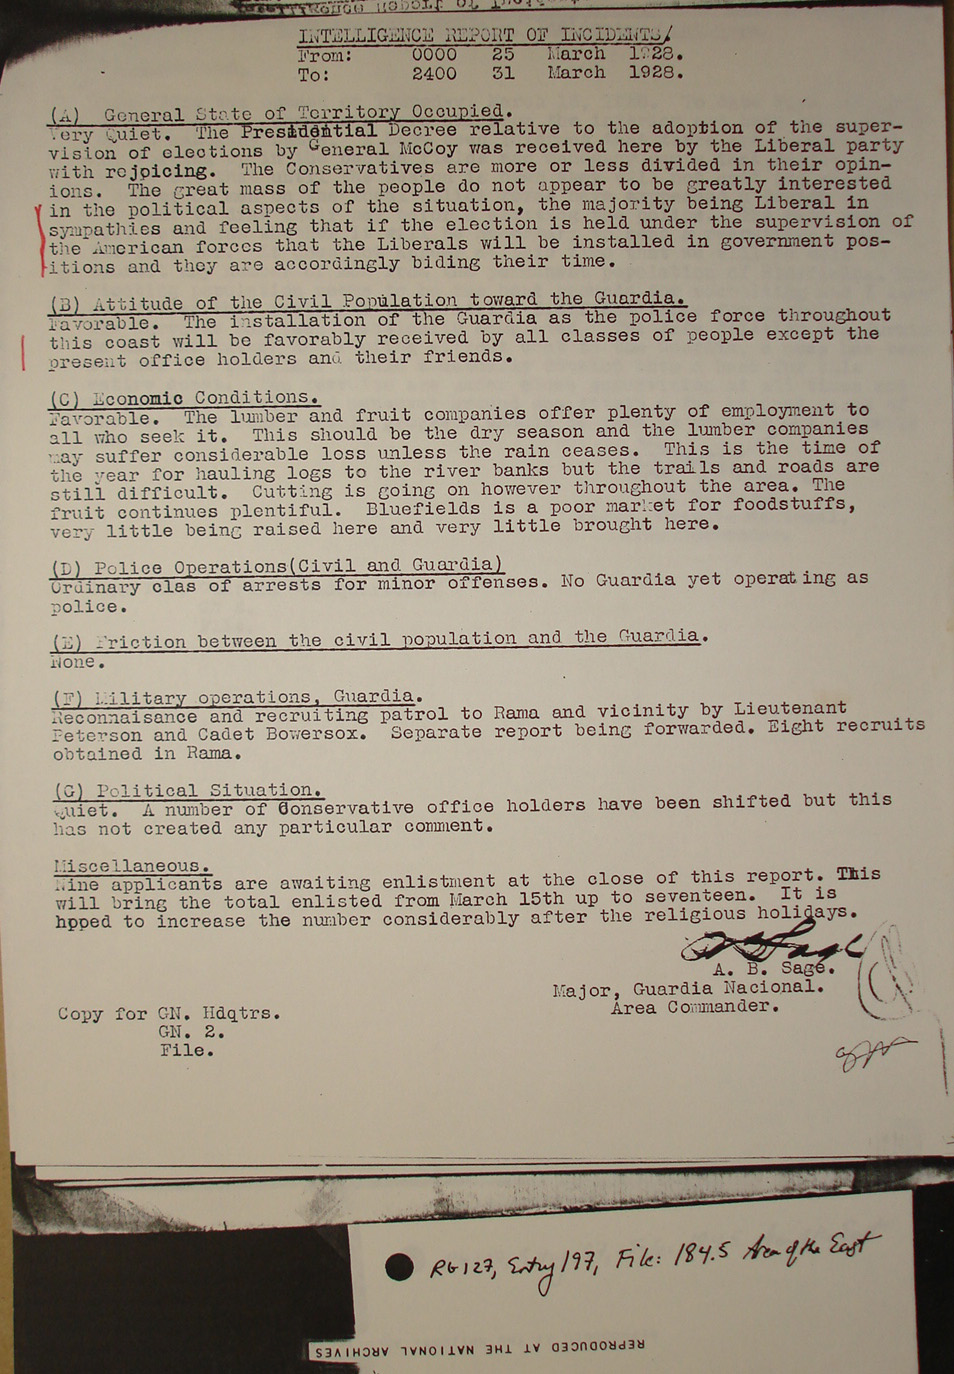 INTELLIGENCE REPORT OF INCIDENTS/
From: 0000 25 March 1928.
To: 2400 31 March 1928.
(A) General State of Territory Occupied.
Very Quiet. The Presidential Decree relative to the adoption of the super-
vision of elections by General McCoy was received here by the Liberal party
with rejpicing. The Conservatives are more or less divided in their opin-
ions. The great mass of the people do not appear to be greatly interested
in the political aspects of the situation, the majority being Liberal in
sympathies and feeling that if the election is held under the supervision of
the American forces that the Liberals will be installed in government pos-
itions and they are accordingly biding their time.
(B) Attitude of the Civil Population toward the Guardia.
Favorable. The installation of the Guardia as the police force throughout
this coast will be favorably received by all classes of people except the
present office holders and their friends.
(C) Economic Conditions.
Favorable. The lumber and fruit companies offer plenty of employment to
all who seek it. This should be the dry season and the lumber companies
may suffer considerable loss unless the rain ceases. This is the time of
the year for hauling logs to the river banks but the trails and roads are
still difficult. Cutting is going on however throughout the area. The
fruit continues plentiful. Bluefields is a poor market for foodstuffs,
very little being raised here and very little brought here.
(D) Police Operations(Civil and Guardia)
Ordinary clas of arrests for minor offenses. No Guardia yet operating as
police.
(E) Friction between the civil population and the Guardia.
None.
(F) Military operations, Guardia.
Reconnaisance and recruiting patrol to Rama and vicinity by Lieutenant
Peterson and Cadet Bowersox. Separate report being forwarded. Eight recruits
obtained in Rama.
(G) Political Situation.
Quiet. A number of Conservative office holders have been shifted but this
has not created any particular comment.
Miscellaneous.
Nine applicants are awaiting enlistment at the close of this report. This
will bring the total enlisted from March 15th up to seventeen. It is
hpped to increase the number considerably after the religious holidays.
A B Sage
A. B. Sage.
Major, Guardia Nacional.
Area Commander.
Copy for GN. Hdqtrs.
GN. 2.
File.
RG127, Entry 197, File: 184.5 Area of the East
REPRODUCED AT THE NATIONAL ARCHIVES